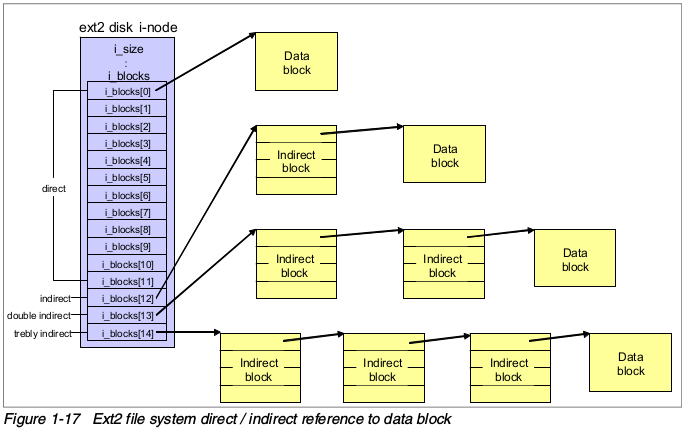 ext2 disk i-node
i_size
:
i_blocks
i_blocks[0]
i_blocks[1]
i_blocks[2]
i_blocks[3]
i_blocks[4]
i_blocks[5]
i_blocks[6]
i_blocks[7]
i_blocks[8]
i_blocks[9]
i_blocks[10]
i_blocks[11]
i_blocks[12]
i_blocks[13]
i_blocks[14]
direct
indirect
double indirect
trebly indirect
Data
block
Indirect
block
Data
block
Indirect
block
Indirect
block
Data
block
Indirect
block
Indirect
block
Indirect
block
Data
block
Figure 1-17 Ext2 file system direct / indirect reference to data block